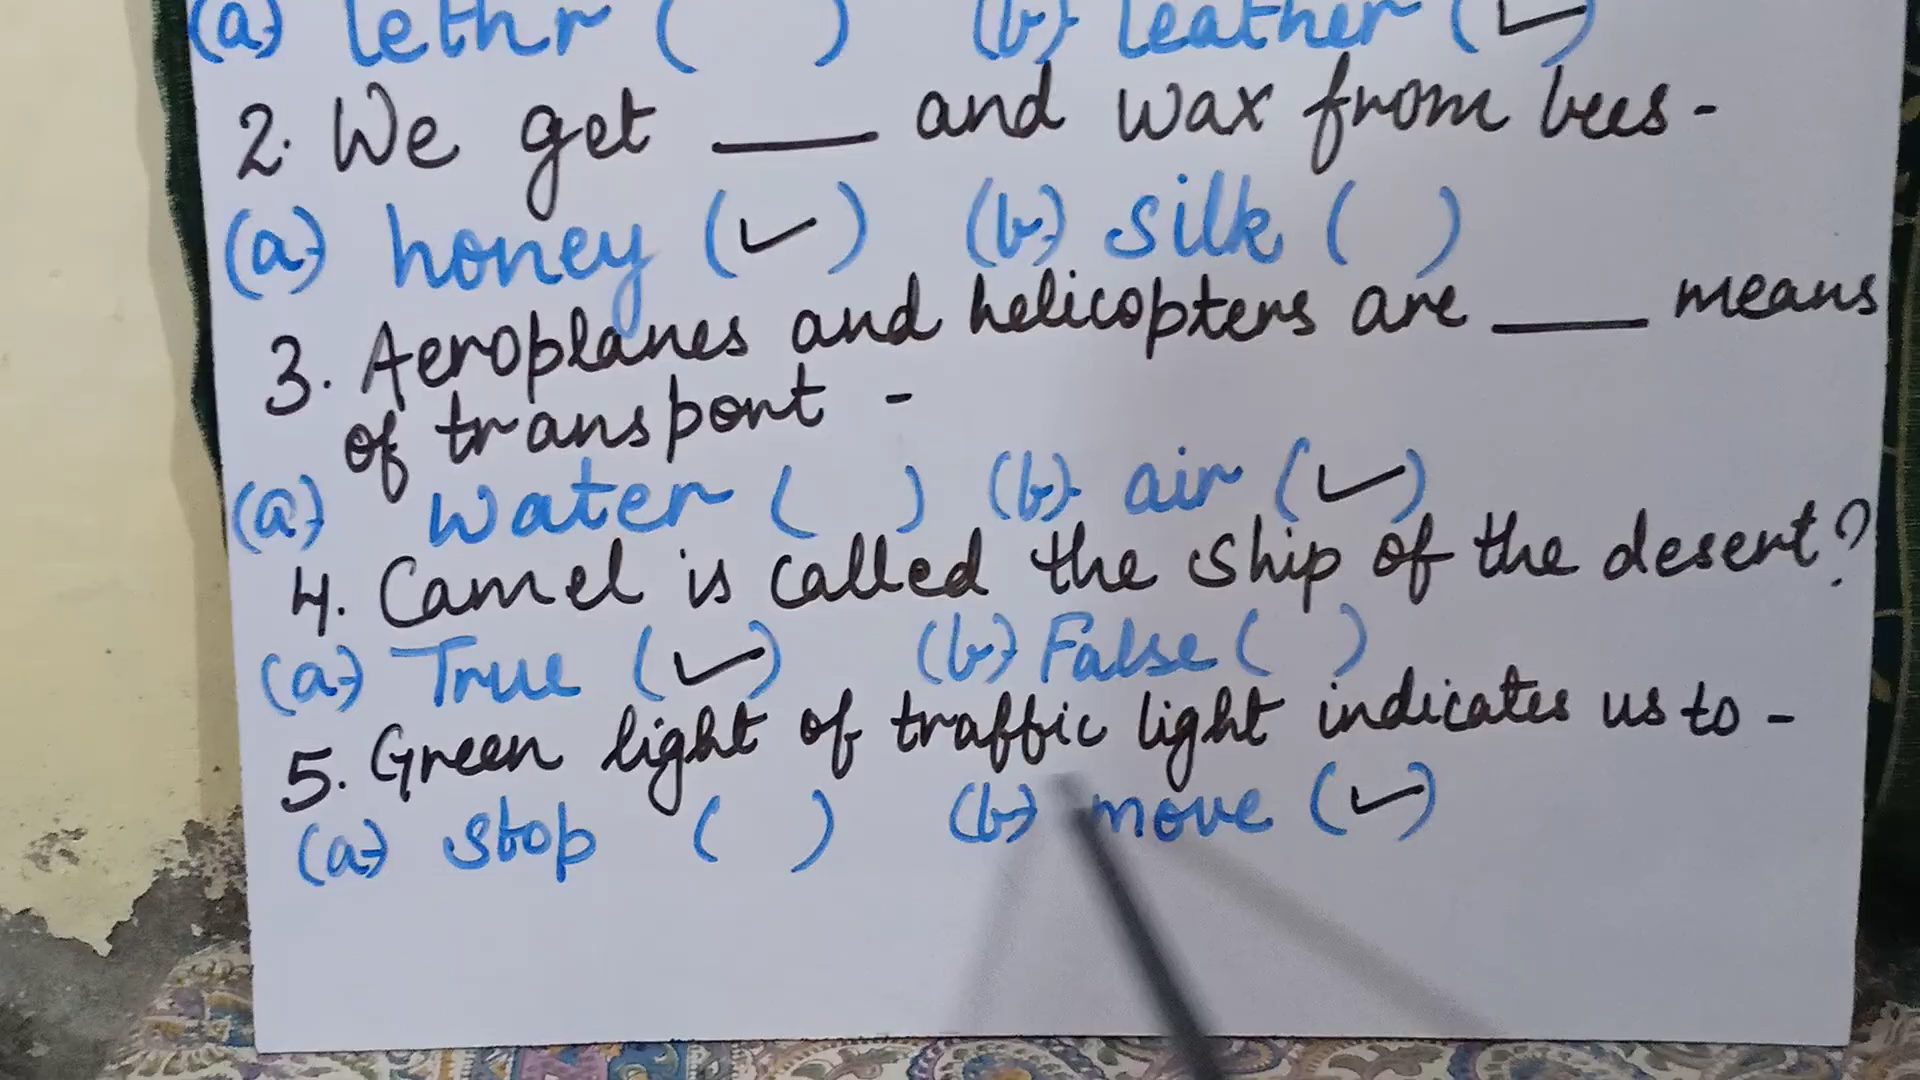 (a) lethr ( ) (b) leather (✓)
2. We get ___ and wax from bees -
(a) honey (✓) (b) silk ( )
3. Aeroplanes and helicopters are ___ means
of transport -
(a) water ( ) (b) air (✓)
4. Camel is called the ship of the desert?
(a) True (✓) (b) False ( )
5. Green light of traffic light indicates us to -
(a) stop ( ) (b) move (✓)